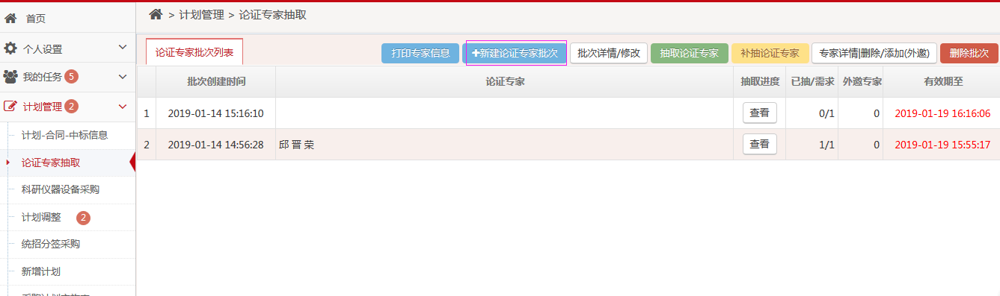 首页
个人设置
我的任务 5
计划管理 2
计划-合同-中标信息
论证专家抽取
科研仪器设备采购
计划调整 2
统招分签采购
新增计划
> 计划管理 > 论证专家抽取
论证专家批次列表 打印专家信息 +新建论证专家批次 批次详情/修改 抽取论证专家 补抽论证专家 专家详情|删除/添加(外邀) 删除批次
批次创建时间 论证专家 抽取进度 已抽/需求 外邀专家 有效期至
1 2019-01-14 15:16:10 查看 0/1 0 2019-01-19 16:16:06
2 2019-01-14 14:56:28 邱晋荣 查看 1/1 0 2019-01-19 15:55:17